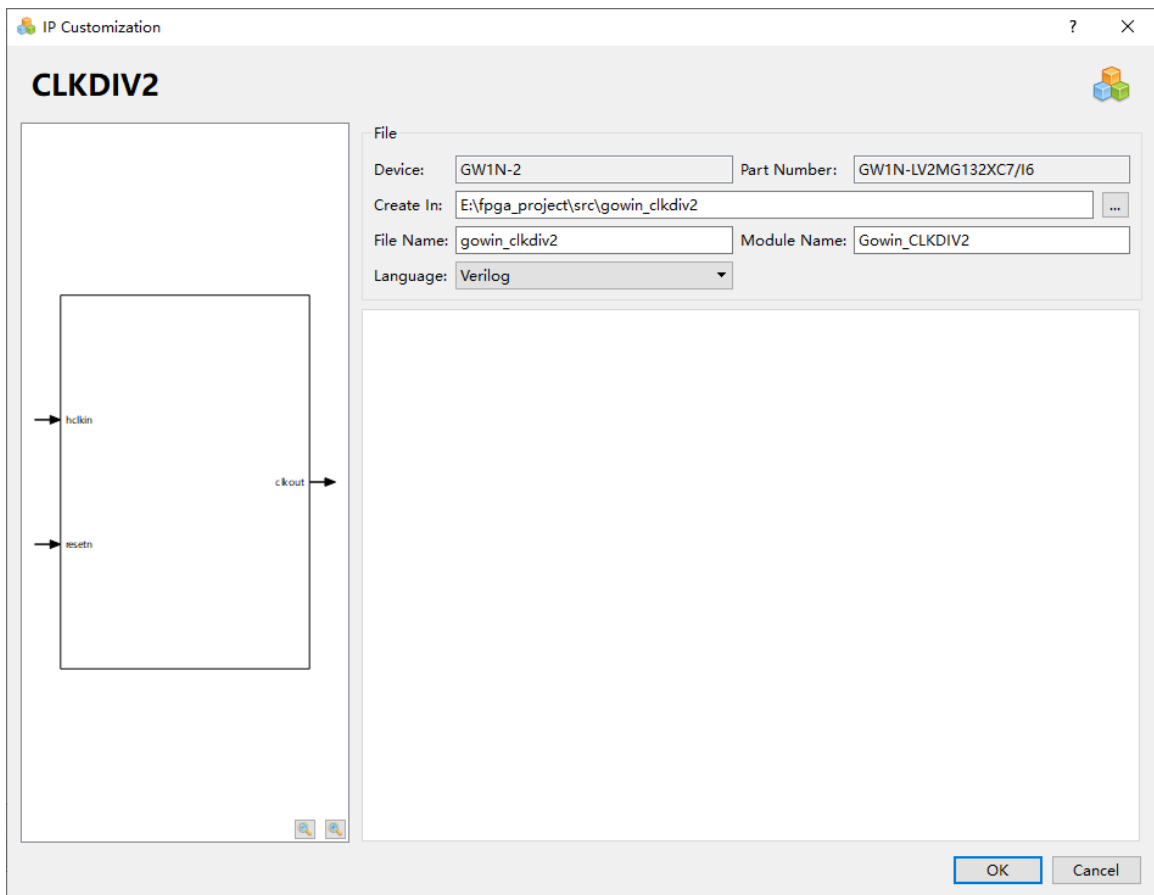 IP Customization
?
CLKDIV2
File
Device: GW1N-2 Part Number: GW1N-LV2MG132XC7/I6
Create In: E:\fpga_project\src\gowin_clkdiv2 ...
File Name: gowin_clkdiv2 Module Name: Gowin_CLKDIV2
Language: Verilog
hclkin
clkout
resetn
OK Cancel